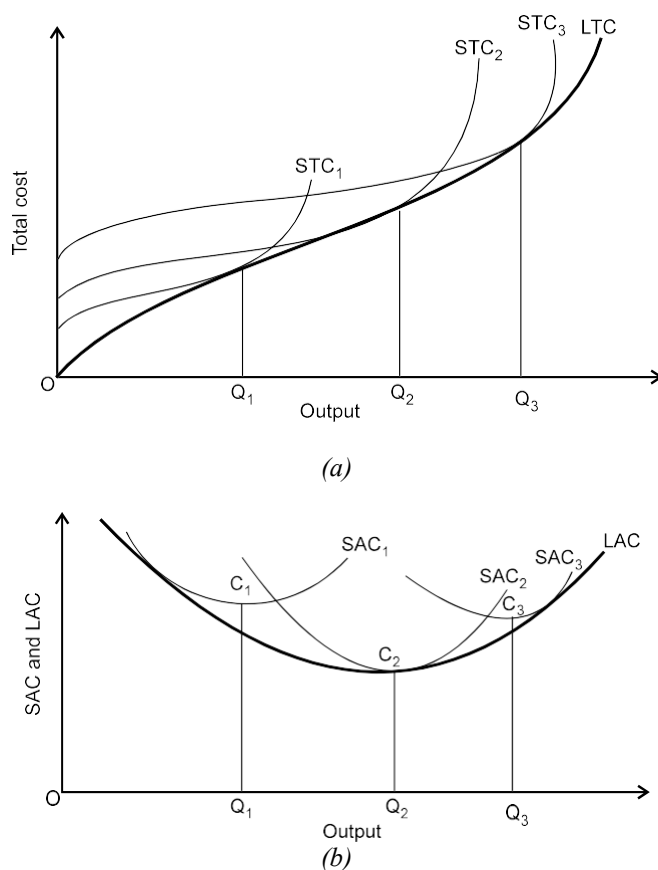 STC3
LTC
STC2
STC1
Total cost
O
Q1
Q2
Q3
Output
(a)
SAC and LAC
SAC1
LAC
SAC3
SAC2
C1
C3
C2
O
Q1
Q2
Q3
Output
(b)